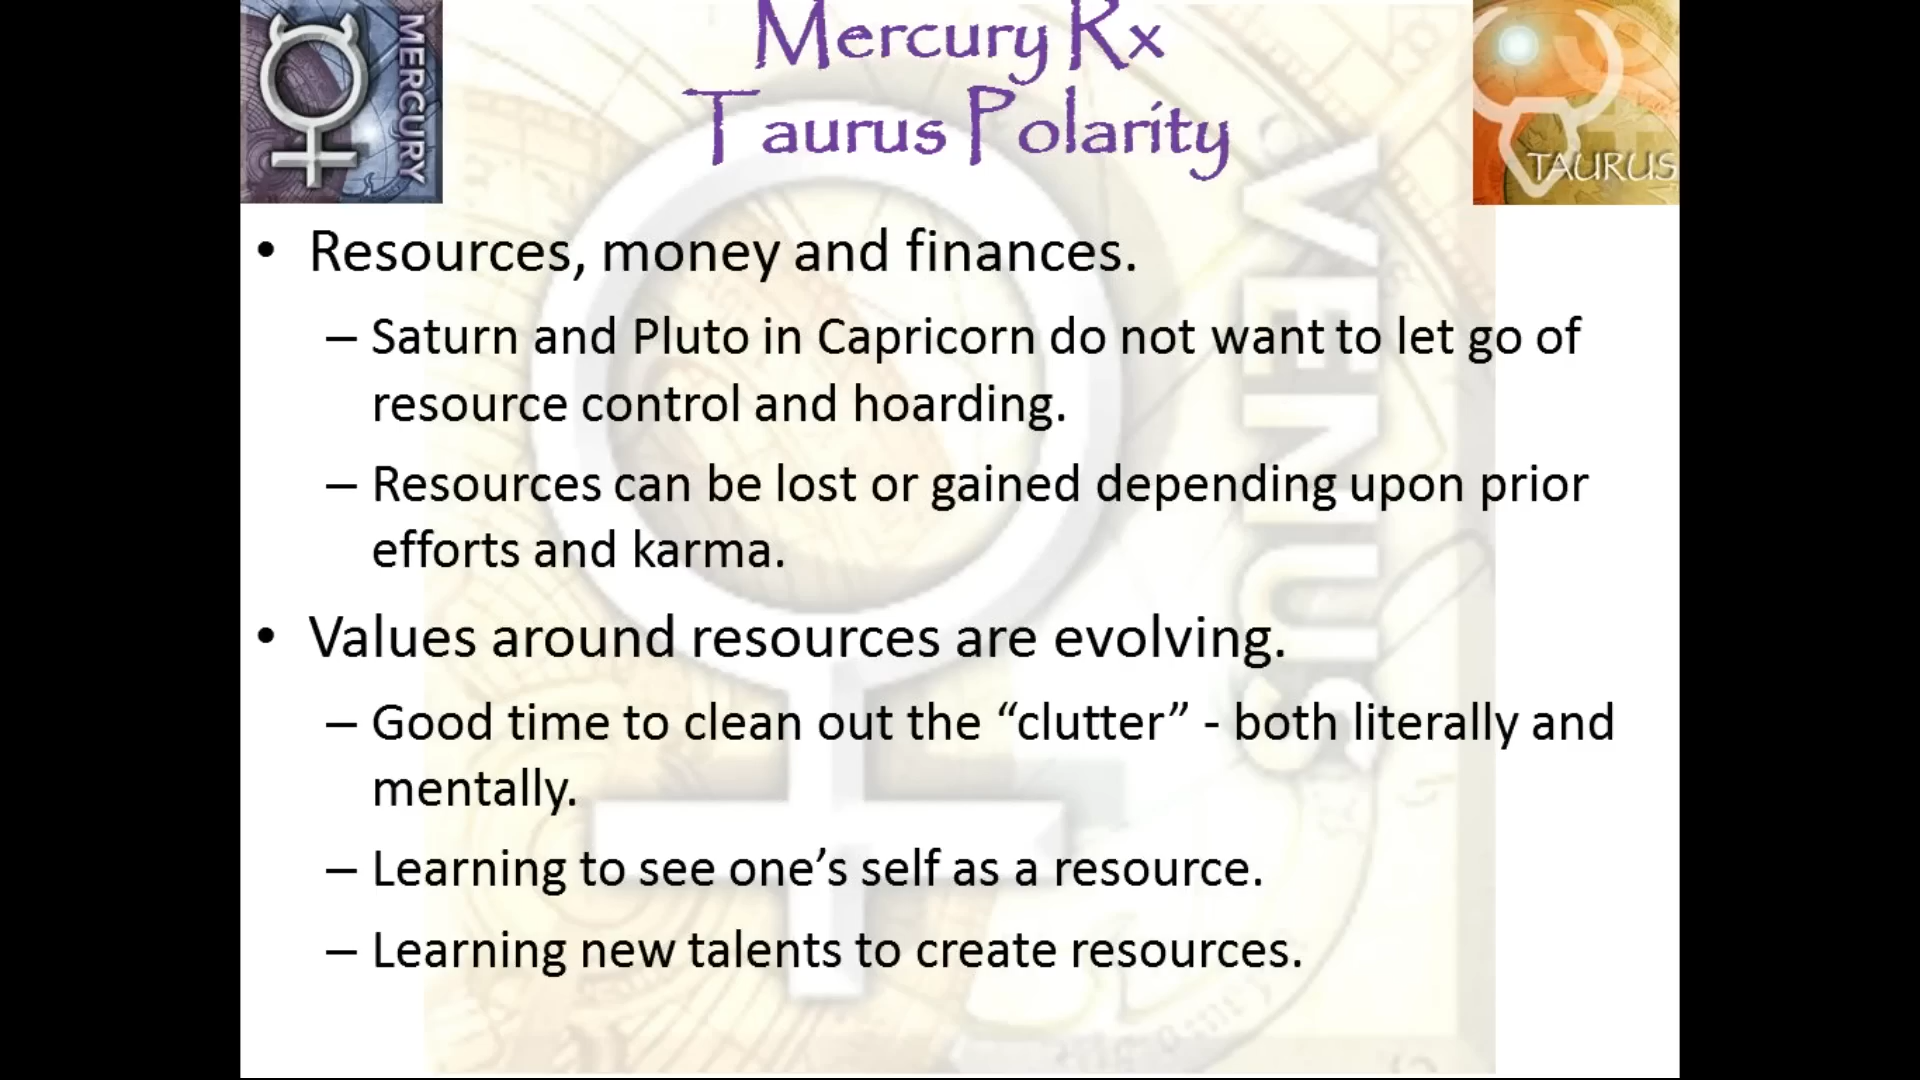 MERCURY
Mercury Rx
Taurus Polarity
TAURUS
VENUS
• Resources, money and finances.
– Saturn and Pluto in Capricorn do not want to let go of
resource control and hoarding.
– Resources can be lost or gained depending upon prior
efforts and karma.
• Values around resources are evolving.
– Good time to clean out the “clutter” - both literally and
mentally.
– Learning to see one’s self as a resource.
– Learning new talents to create resources.